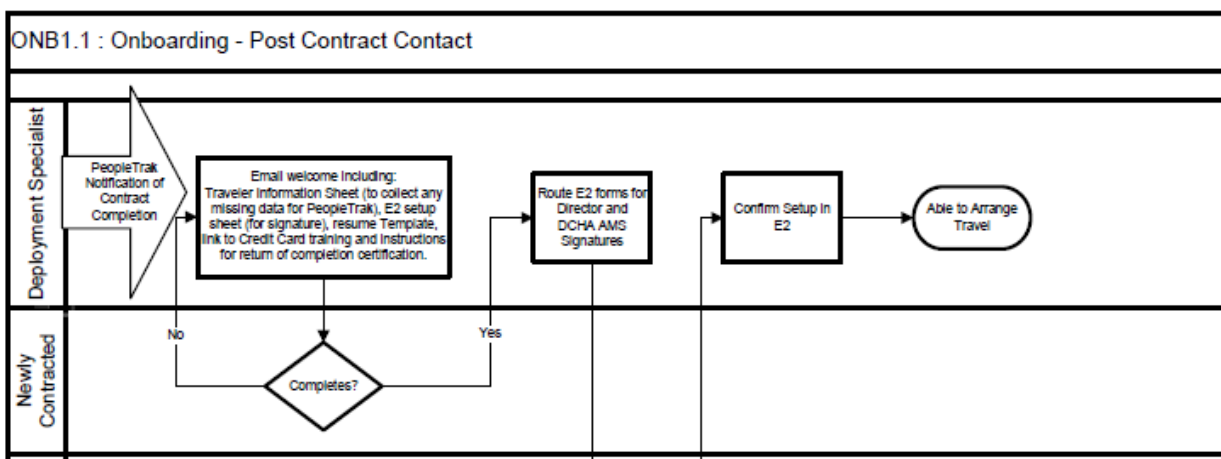 ONB1.1 : Onboarding - Post Contract Contact
Deployment Specialist
PeopleTrak
Notification of
Contract
Completion
Email welcome including:
Traveler Information Sheet (to collect any
missing data for PeopleTrak), E2 setup
sheet (for signature), resume Template,
link to Credit Card training and instructions
for return of completion certification.
Route E2 forms for
Director and
DCHA AMS
Signatures
Confirm Setup in
E2
Able to Arrange
Travel
Newly
Contracted
No
Yes
Completes?